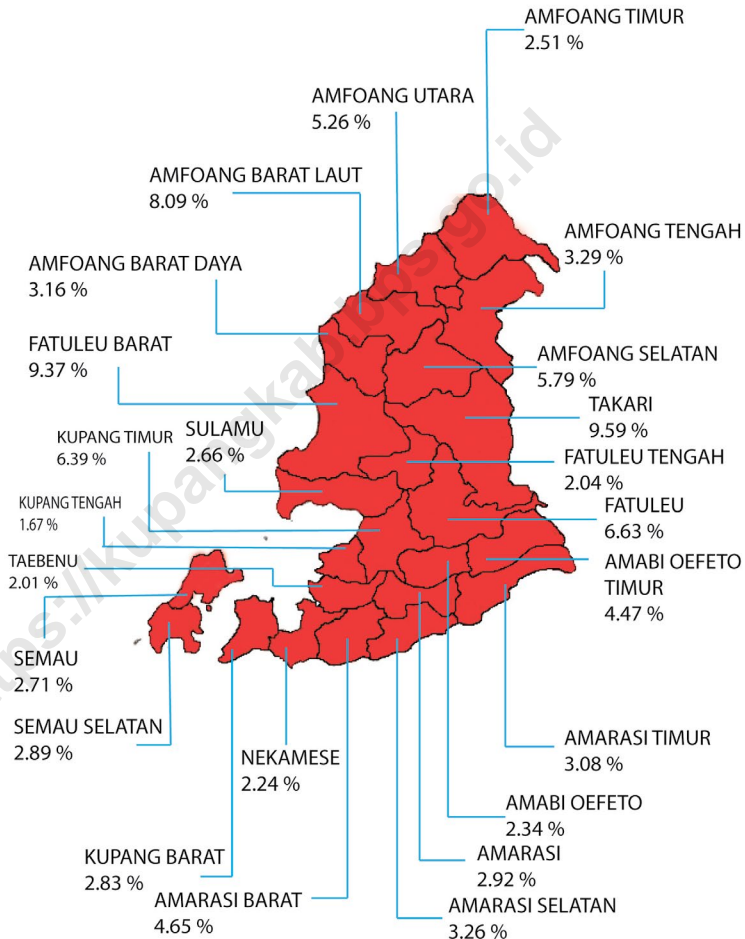 AMFOANG TIMUR
2.51 %
AMFOANG UTARA
5.26 %
AMFOANG BARAT LAUT
8.09 %
AMFOANG TENGAH
3.29 %
AMFOANG BARAT DAYA
3.16 %
FATULEU BARAT
9.37 %
AMFOANG SELATAN
5.79 %
TAKARI
9.59 %
KUPANG TIMUR
6.39 %
SULAMU
2.66 %
FATULEU TENGAH
2.04 %
KUPANG TENGAH
1.67 %
FATULEU
6.63 %
TAEBENU
2.01 %
AMABI OEFETO
TIMUR
4.47 %
SEMAU
2.71 %
SEMAU SELATAN
2.89 %
NEKAMESE
2.24 %
AMARASI TIMUR
3.08 %
AMABI OEFETO
2.34 %
KUPANG BARAT
2.83 %
AMARASI
2.92 %
AMARASI BARAT
4.65 %
AMARASI SELATAN
3.26 %
https://kupangkab.bps.go.id